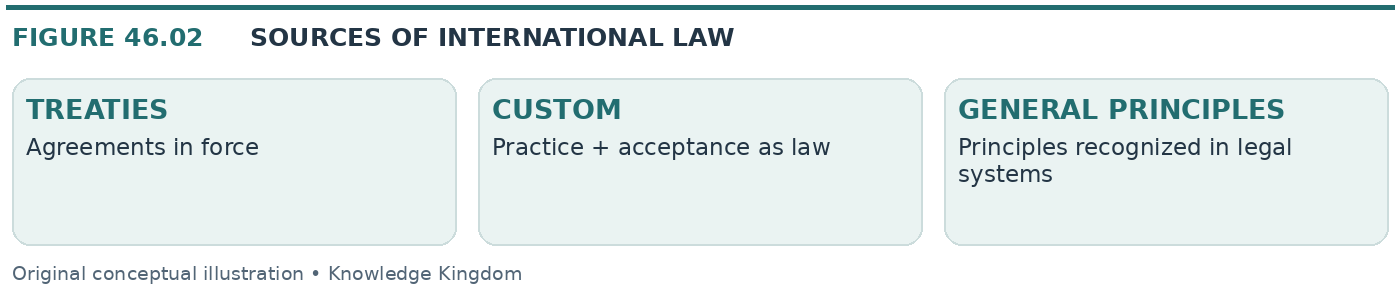 FIGURE 46.02 SOURCES OF INTERNATIONAL LAW
TREATIES
Agreements in force
CUSTOM
Practice + acceptance as law
GENERAL PRINCIPLES
Principles recognized in legal
systems
Original conceptual illustration • Knowledge Kingdom